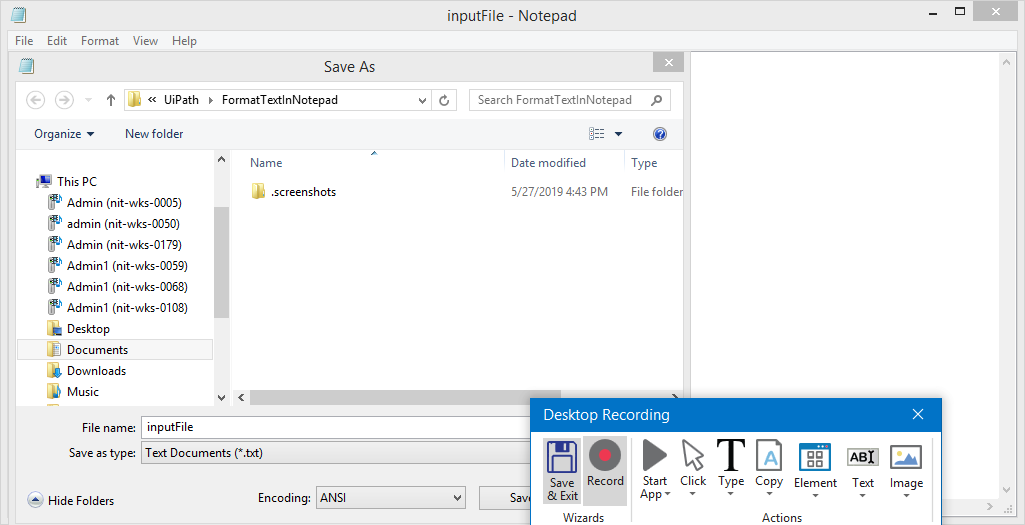 inputFile - Notepad
File Edit Format View Help
Save As
« UiPath FormatTextInNotepad
Search FormatTextInNotepad
Organize New folder
Name Date modified Type
This PC
.screenshots 5/27/2019 4:43 PM File folder
Admin (nit-wks-0005)
admin (nit-wks-0050)
Admin (nit-wks-0179)
Admin1 (nit-wks-0059)
Admin1 (nit-wks-0068)
Admin1 (nit-wks-0108)
Desktop
Documents
Downloads
Music
File name: inputFile
Save as type: Text Documents (*.txt)
Hide Folders
Encoding: ANSI
Save
Desktop Recording
Save & Exit
Record
Start App
Click
Type
Copy
Element
Text
Image
Wizards
Actions